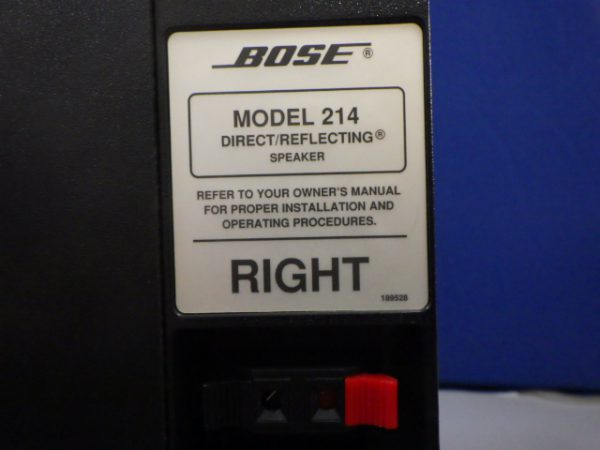 BOSE®
MODEL 214
DIRECT/REFLECTING®
SPEAKER
REFER TO YOUR OWNER'S MANUAL
FOR PROPER INSTALLATION AND
OPERATING PROCEDURES.
RIGHT
189528